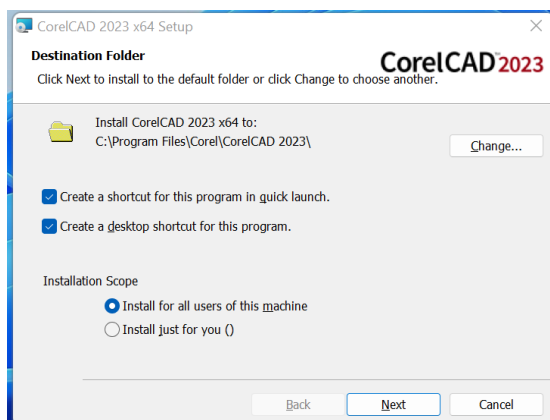 CorelCAD 2023 x64 Setup
Destination Folder
CorelCAD 2023
Click Next to install to the default folder or click Change to choose another.
Install CorelCAD 2023 x64 to:
C:\Program Files\Corel\CorelCAD 2023\
Change...
Create a shortcut for this program in quick launch.
Create a desktop shortcut for this program.
Installation Scope
Install for all users of this machine
Install just for you ()
Back
Next
Cancel